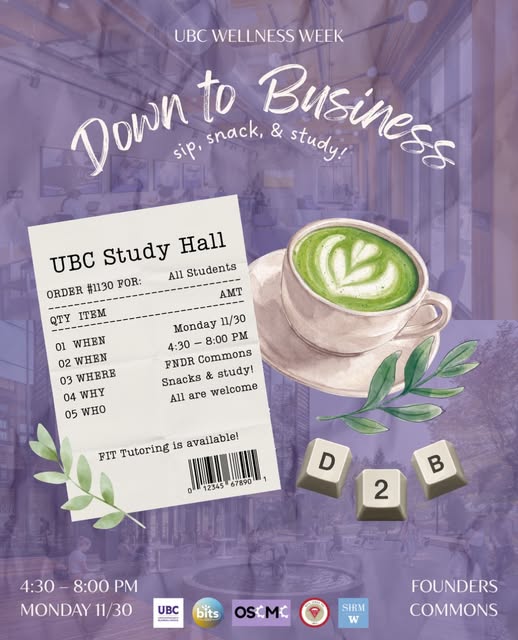 UBC WELLNESS WEEK
Down to Business
sip, snack, & study!
UBC Study Hall
ORDER #1130 FOR: All Students
QTY ITEM AMT
01 WHEN Monday 11/30
02 WHEN 4:30 – 8:00 PM
03 WHERE FNDR Commons
04 WHY Snacks & study!
05 WHO All are welcome
FIT Tutoring is available!
0 12345 67890 1
D 2 B
4:30 – 8:00 PM
MONDAY 11/30
UBC
bits
OSCMC
SHRM
W
FOUNDERS
COMMONS